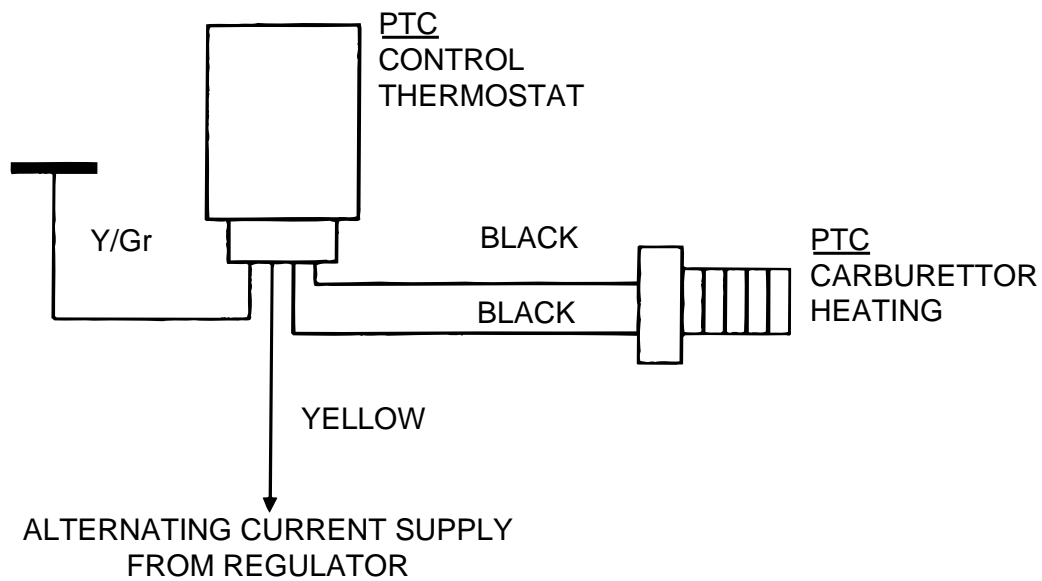 PTC
CONTROL
THERMOSTAT
Y/Gr
BLACK
PTC
CARBURETTOR
HEATING
BLACK
YELLOW
ALTERNATING CURRENT SUPPLY
FROM REGULATOR